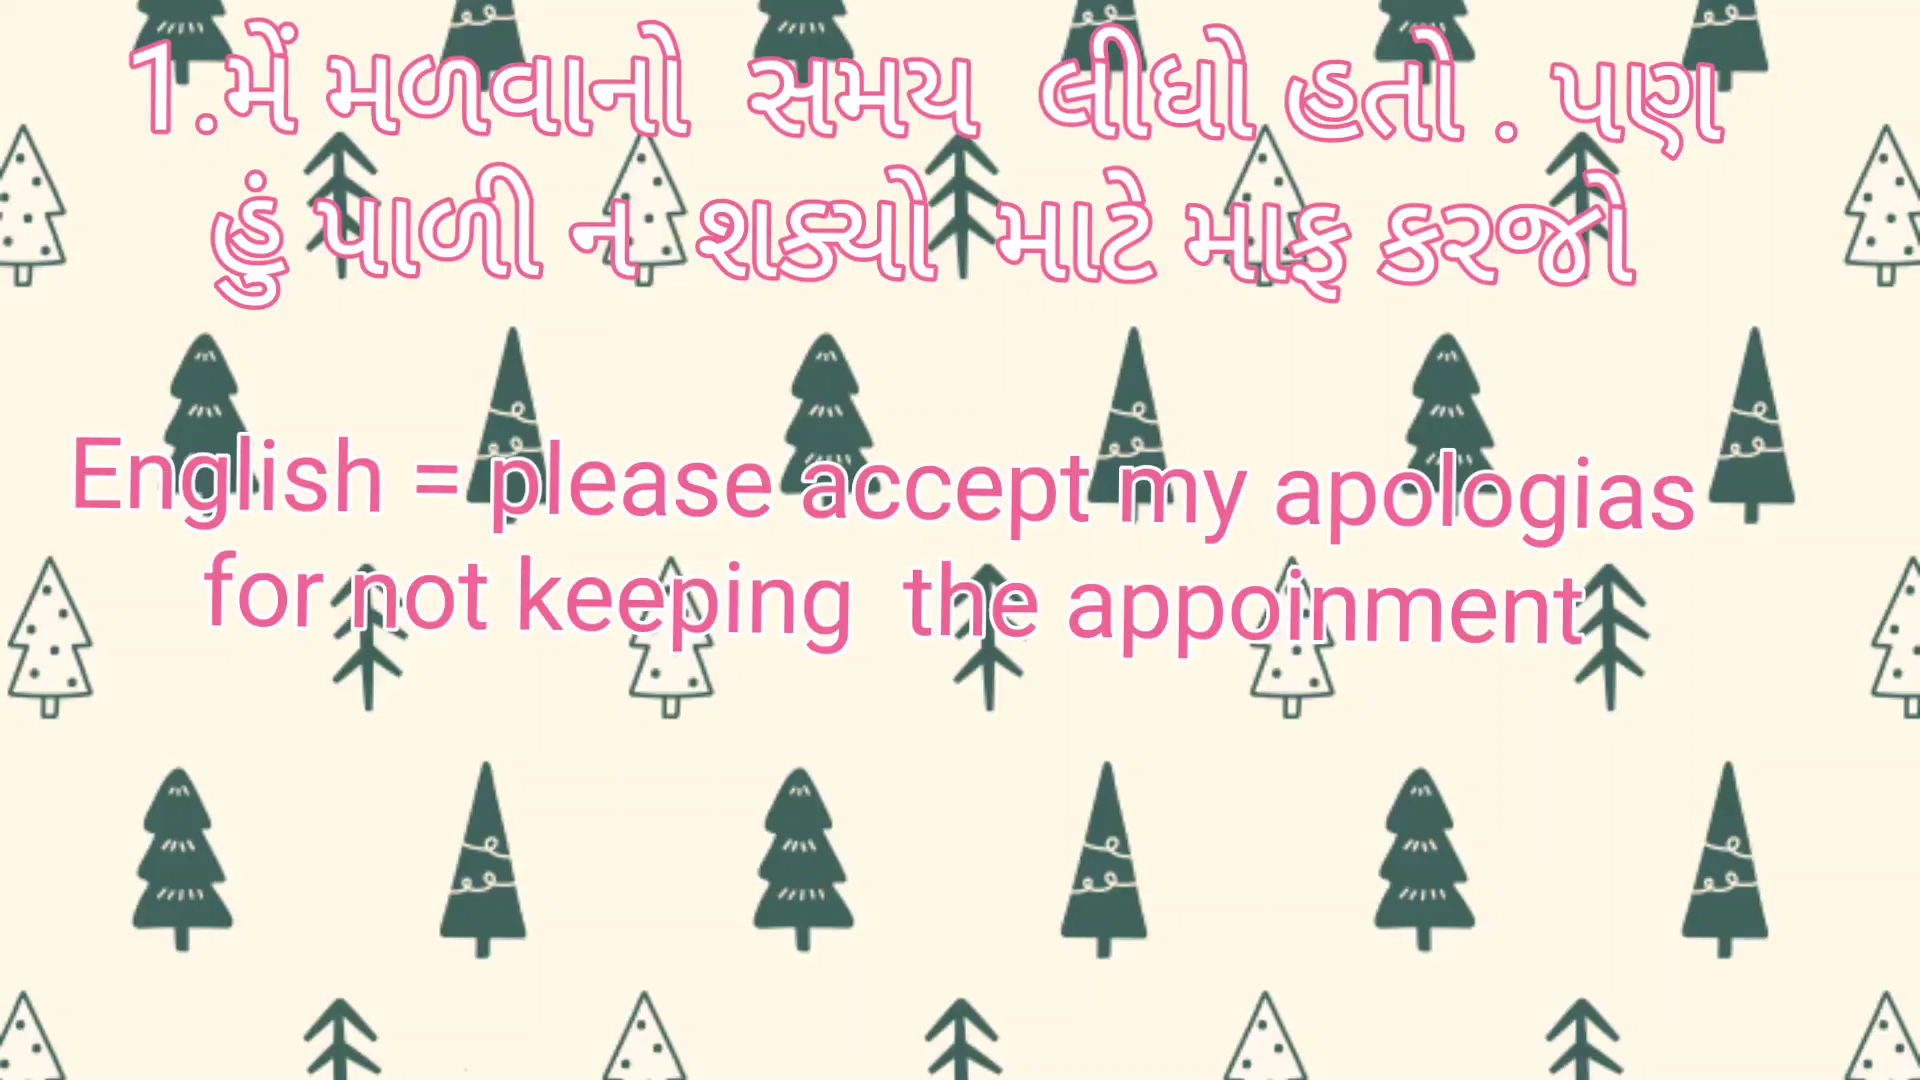 1.મેં મળવાનો સમય લીધો હતો . પણ
હું પાળી ન શક્યો માટે માફ કરજો
English = please accept my apologias
for not keeping the appoinment